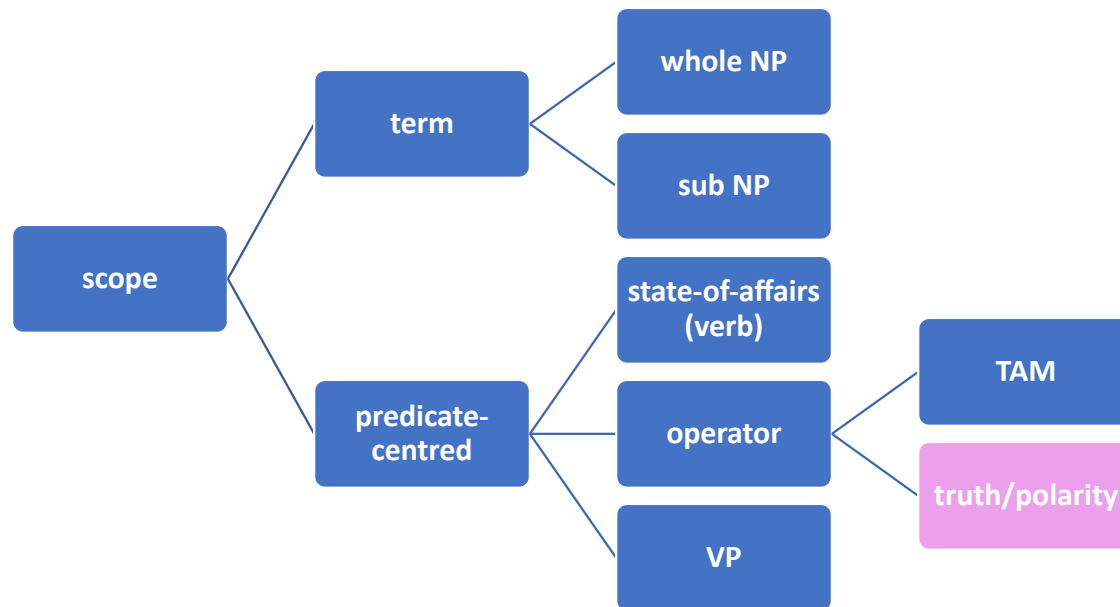 scope
term
whole NP
sub NP
predicate-
centred
state-of-affairs
(verb)
operator
TAM
truth/polarity
VP